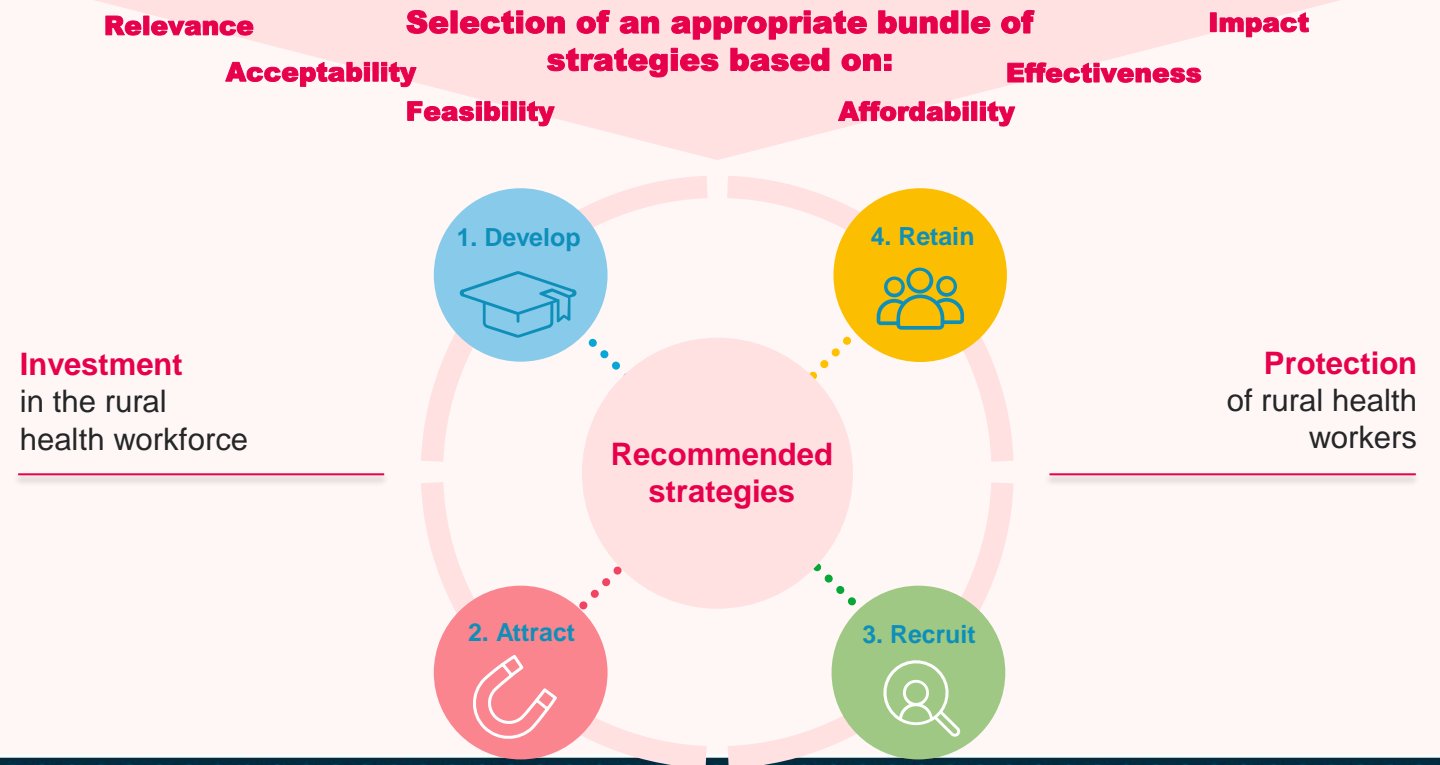 Relevance
Selection of an appropriate bundle of
strategies based on:
Impact
Acceptability
Effectiveness
Feasibility
Affordability
1. Develop
4. Retain
Investment
in the rural
health workforce
Protection
of rural health
workers
Recommended
strategies
2. Attract
3. Recruit